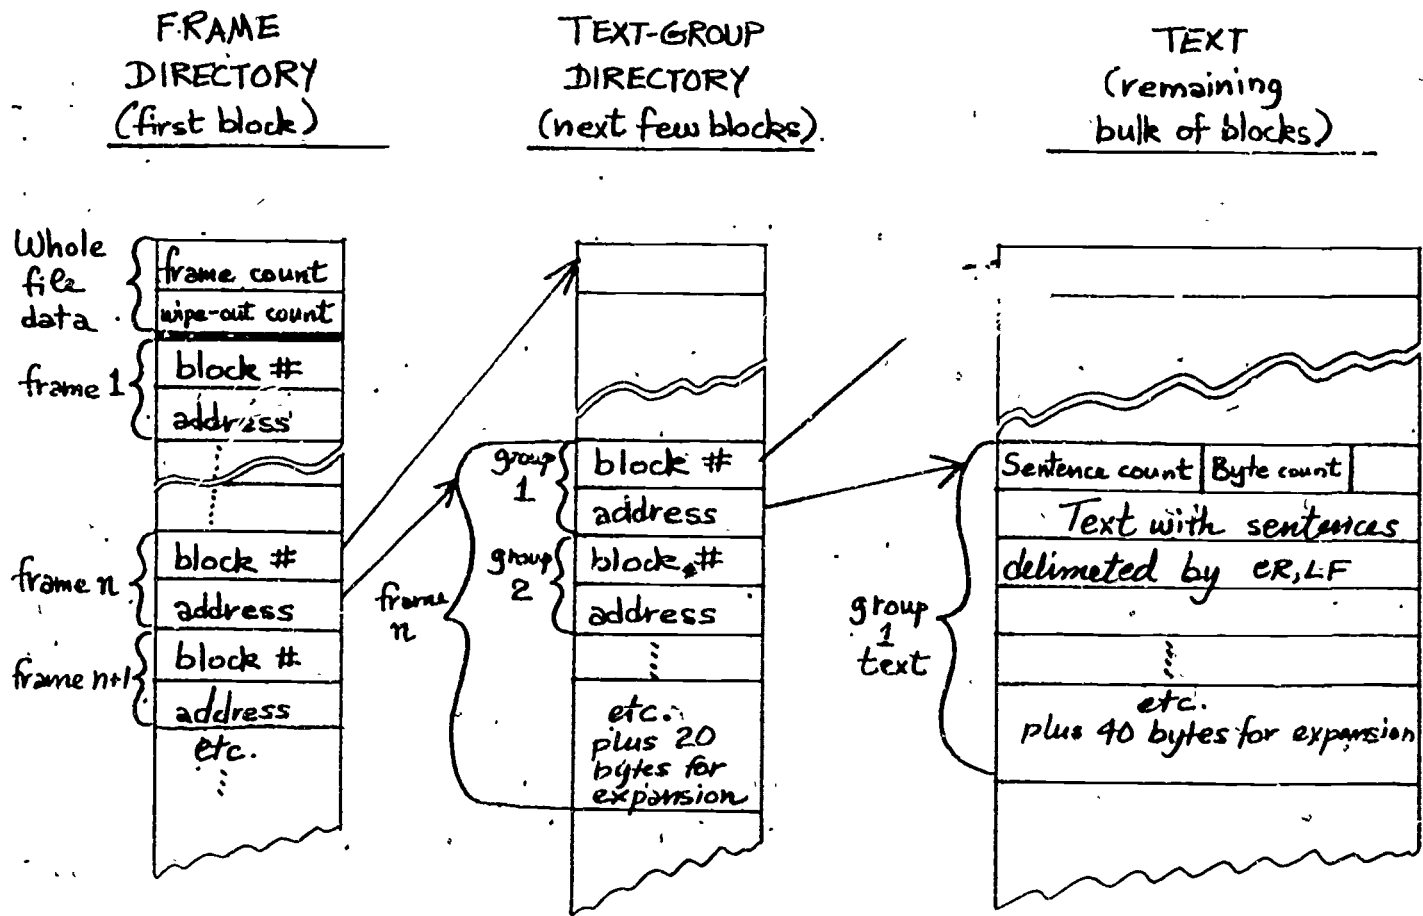 FRAME
DIRECTORY
(first block)
TEXT-GROUP
DIRECTORY
(next few blocks).
TEXT
(remaining
bulk of blocks)
Whole
file
data
frame count
wipe-out count
frame 1
block #
address
frame n
block #
address
frame n+1
block #
address
etc.
frame
n
group
1
block #
address
group
2
block #
address
etc.
plus 20
bytes for
expansion
group
1
text
Sentence count Byte count
Text with sentences
delimeted by CR, LF
etc.
plus 40 bytes for expansion